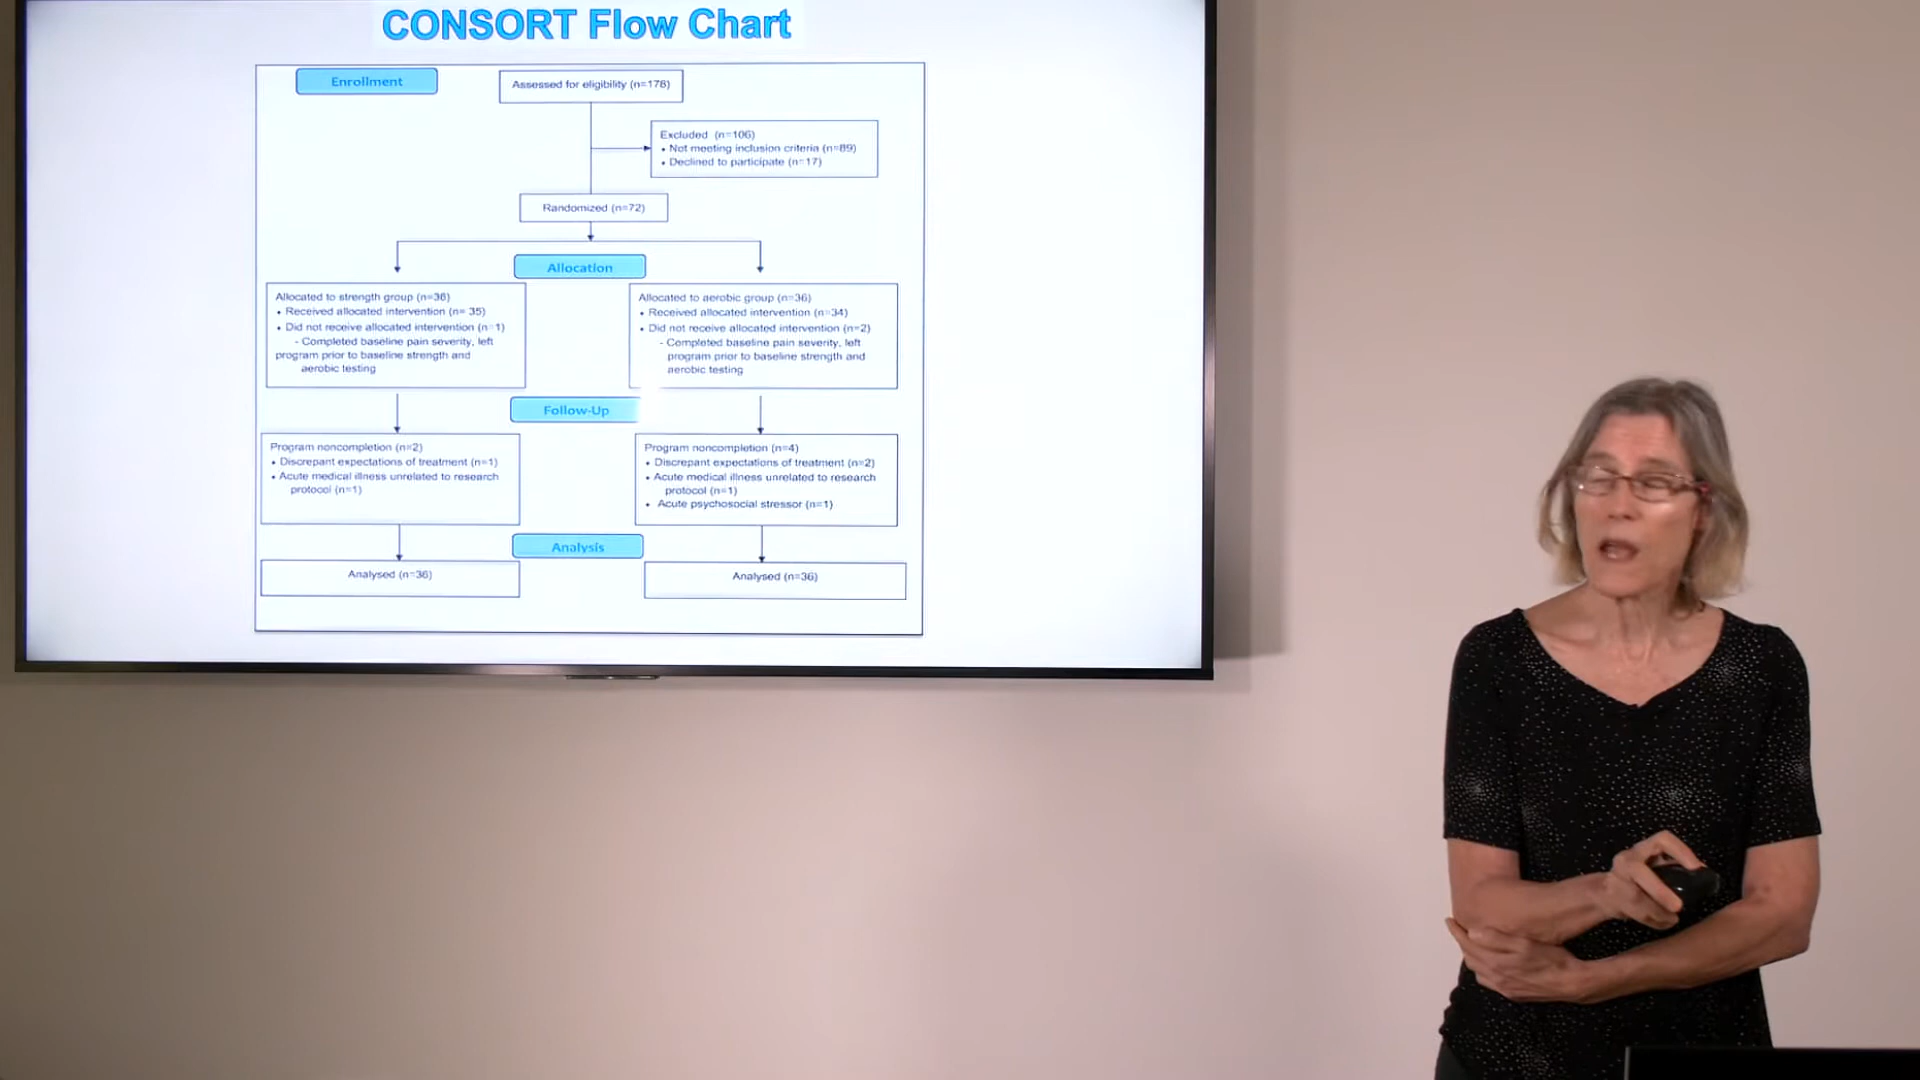 CONSORT Flow Chart
Enrollment
Assessed for eligibility (n=178)
Excluded (n=106)
• Not meeting inclusion criteria (n=89)
• Declined to participate (n=17)
Randomized (n=72)
Allocation
Allocated to strength group (n=36)
• Received allocated intervention (n= 35)
• Did not receive allocated intervention (n=1)
- Completed baseline pain severity, left
program prior to baseline strength and
aerobic testing
Allocated to aerobic group (n=36)
• Received allocated intervention (n=34)
• Did not receive allocated intervention (n=2)
- Completed baseline pain severity, left
program prior to baseline strength and
aerobic testing
Follow-Up
Program noncompletion (n=2)
• Discrepant expectations of treatment (n=1)
• Acute medical illness unrelated to research
protocol (n=1)
Program noncompletion (n=4)
• Discrepant expectations of treatment (n=2)
• Acute medical illness unrelated to research
protocol (n=1)
• Acute psychosocial stressor (n=1)
Analysis
Analysed (n=36)
Analysed (n=36)